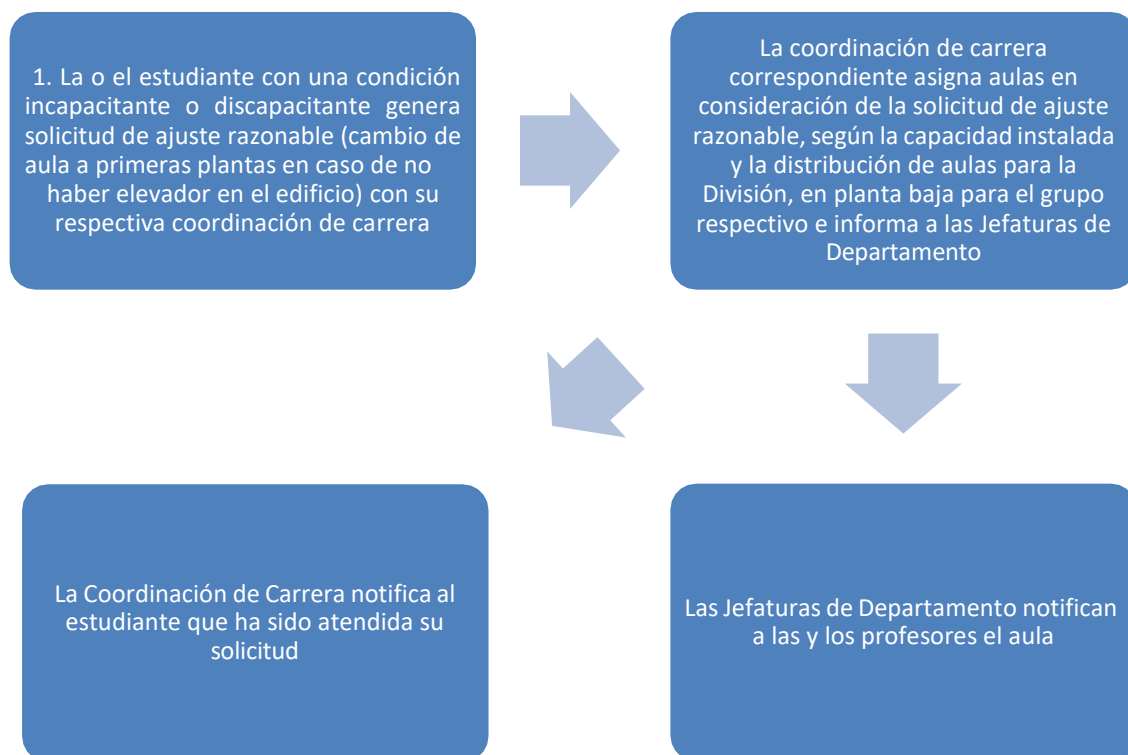 1. La o el estudiante con una condición
incapacitante o discapacitante genera
solicitud de ajuste razonable (cambio de
aula a primeras plantas en caso de no
haber elevador en el edificio) con su
respectiva coordinación de carrera
La coordinación de carrera
correspondiente asigna aulas en
consideración de la solicitud de ajuste
razonable, según la capacidad instalada
y la distribución de aulas para la
División, en planta baja para el grupo
respectivo e informa a las Jefaturas de
Departamento
La Coordinación de Carrera notifica al
estudiante que ha sido atendida su
solicitud
Las Jefaturas de Departamento notifican
a las y los profesores el aula